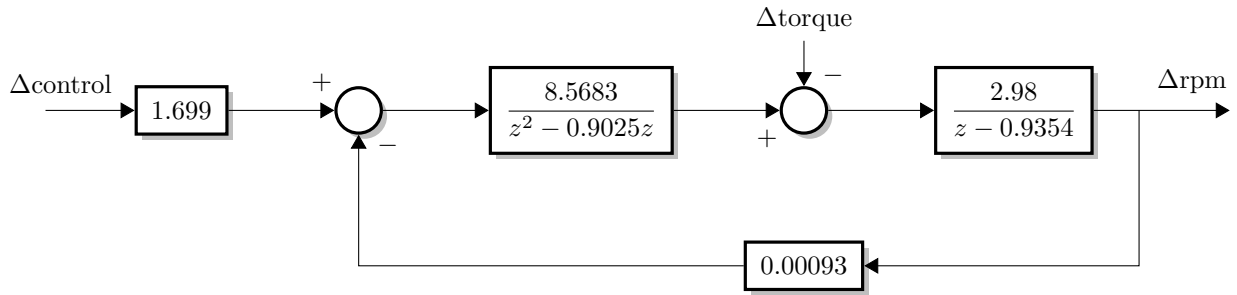 Δtorque
Δcontrol
1.699
+
−
8.5683
z² − 0.9025z
−
+
2.98
z − 0.9354
Δrpm
0.00093